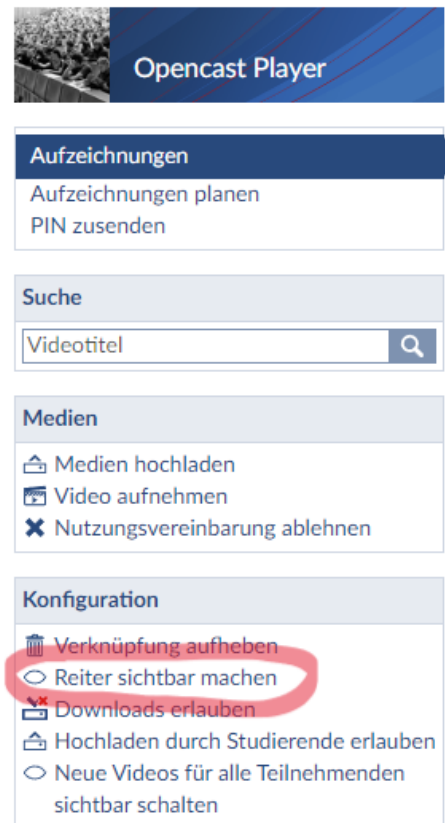 Opencast Player
Aufzeichnungen
Aufzeichnungen planen
PIN zusenden
Suche
Videotitel
Medien
Medien hochladen
Video aufnehmen
Nutzungsvereinbarung ablehnen
Konfiguration
Verknüpfung aufheben
Reiter sichtbar machen
Downloads erlauben
Hochladen durch Studierende erlauben
Neue Videos für alle Teilnehmenden
sichtbar schalten